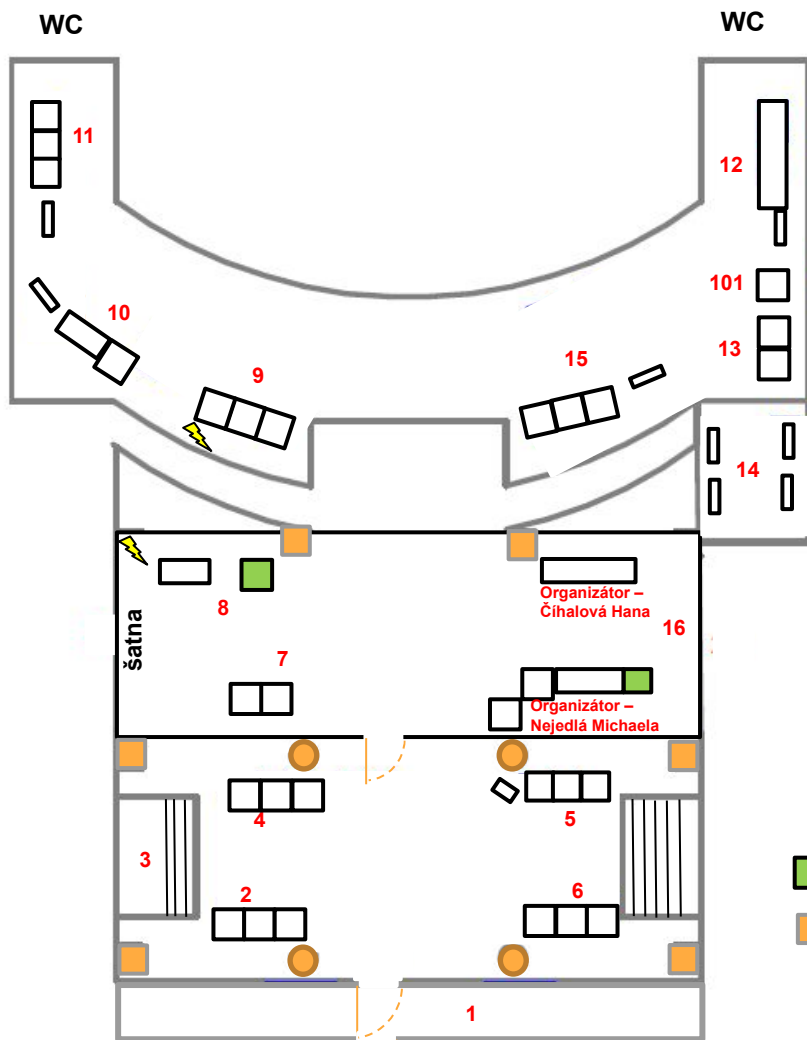 WC
WC
11
12
101
10
13
9
15
14
Organizátor –
Číhalová Hana
8
16
šatna
7
Organizátor –
Nejedlá Michaela
4
5
3
2
6
1